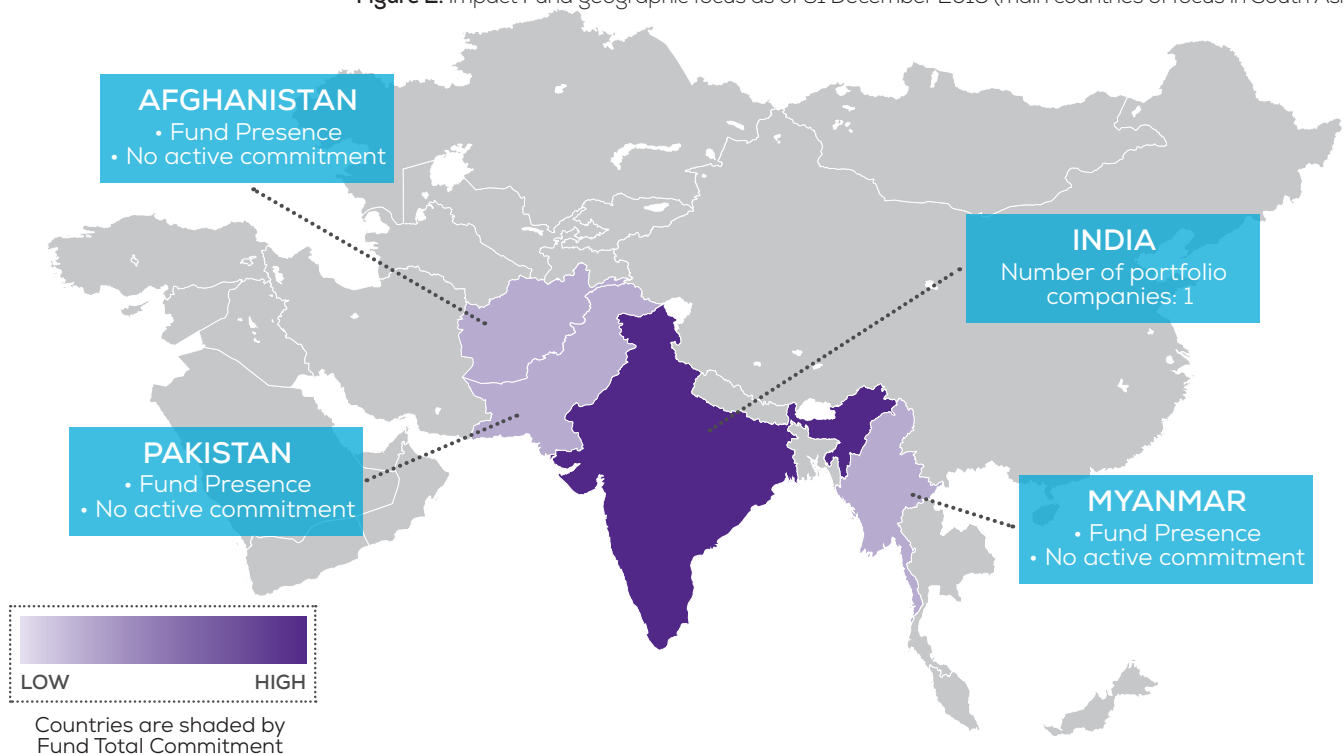 AFGHANISTAN
• Fund Presence
• No active commitment
INDIA
Number of portfolio
companies: 1
PAKISTAN
• Fund Presence
• No active commitment
MYANMAR
• Fund Presence
• No active commitment
LOW HIGH
Countries are shaded by
Fund Total Commitment